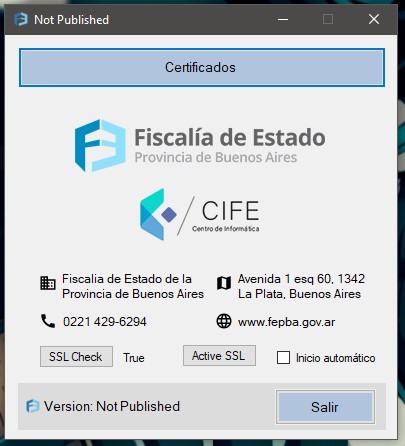 Not Published
Certificados
Fiscalía de Estado
Provincia de Buenos Aires
CIFE
Centro de Informática
Fiscalia de Estado de la
Provincia de Buenos Aires
Avenida 1 esq 60, 1342
La Plata, Buenos Aires
0221 429-6294
www.fepba.gov.ar
SSL Check
True
Active SSL
Inicio automático
Version: Not Published
Salir